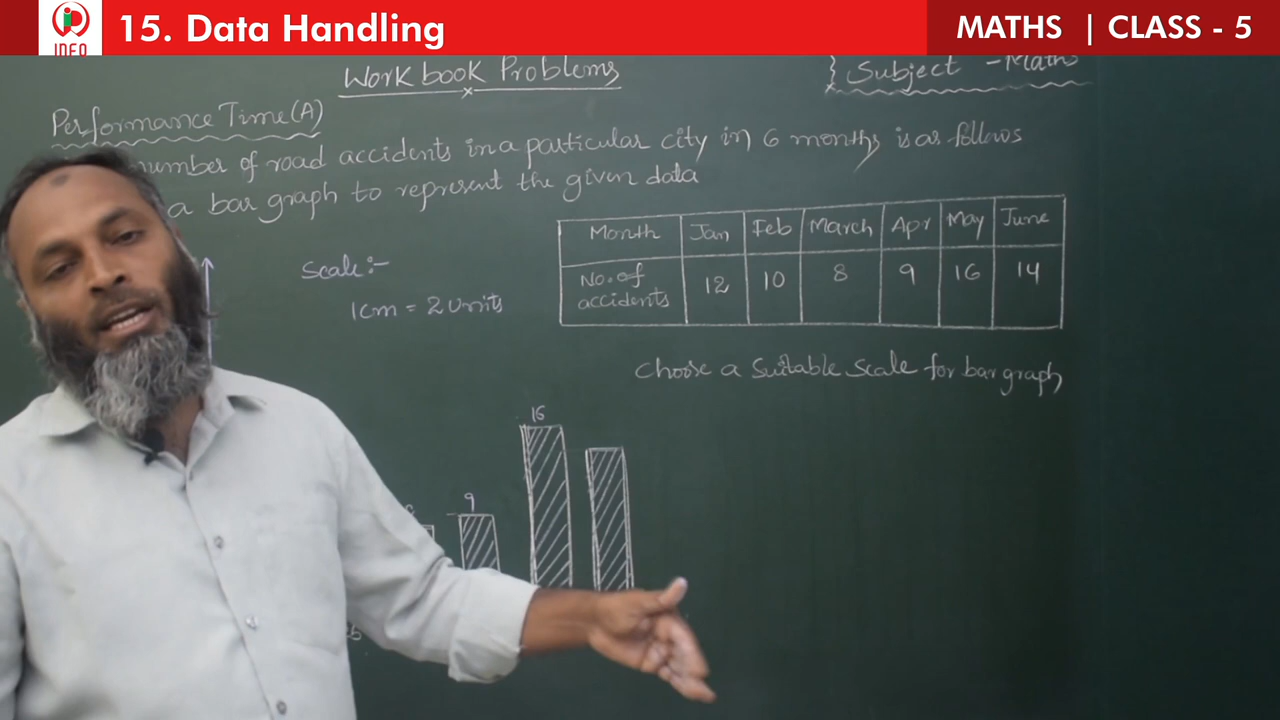 15. Data Handling
MATHS | CLASS - 5
INFO
Work book Problems
Subject - Maths
Performance Time (A)
number of road accidents in a particular city in 6 months is as follows
a bar graph to represent the given data
Month Jan Feb March Apr May June
No. of accidents 12 10 8 9 16 14
Scale:-
1cm = 2 Units
Choose a Suitable Scale for bar graph
16
9